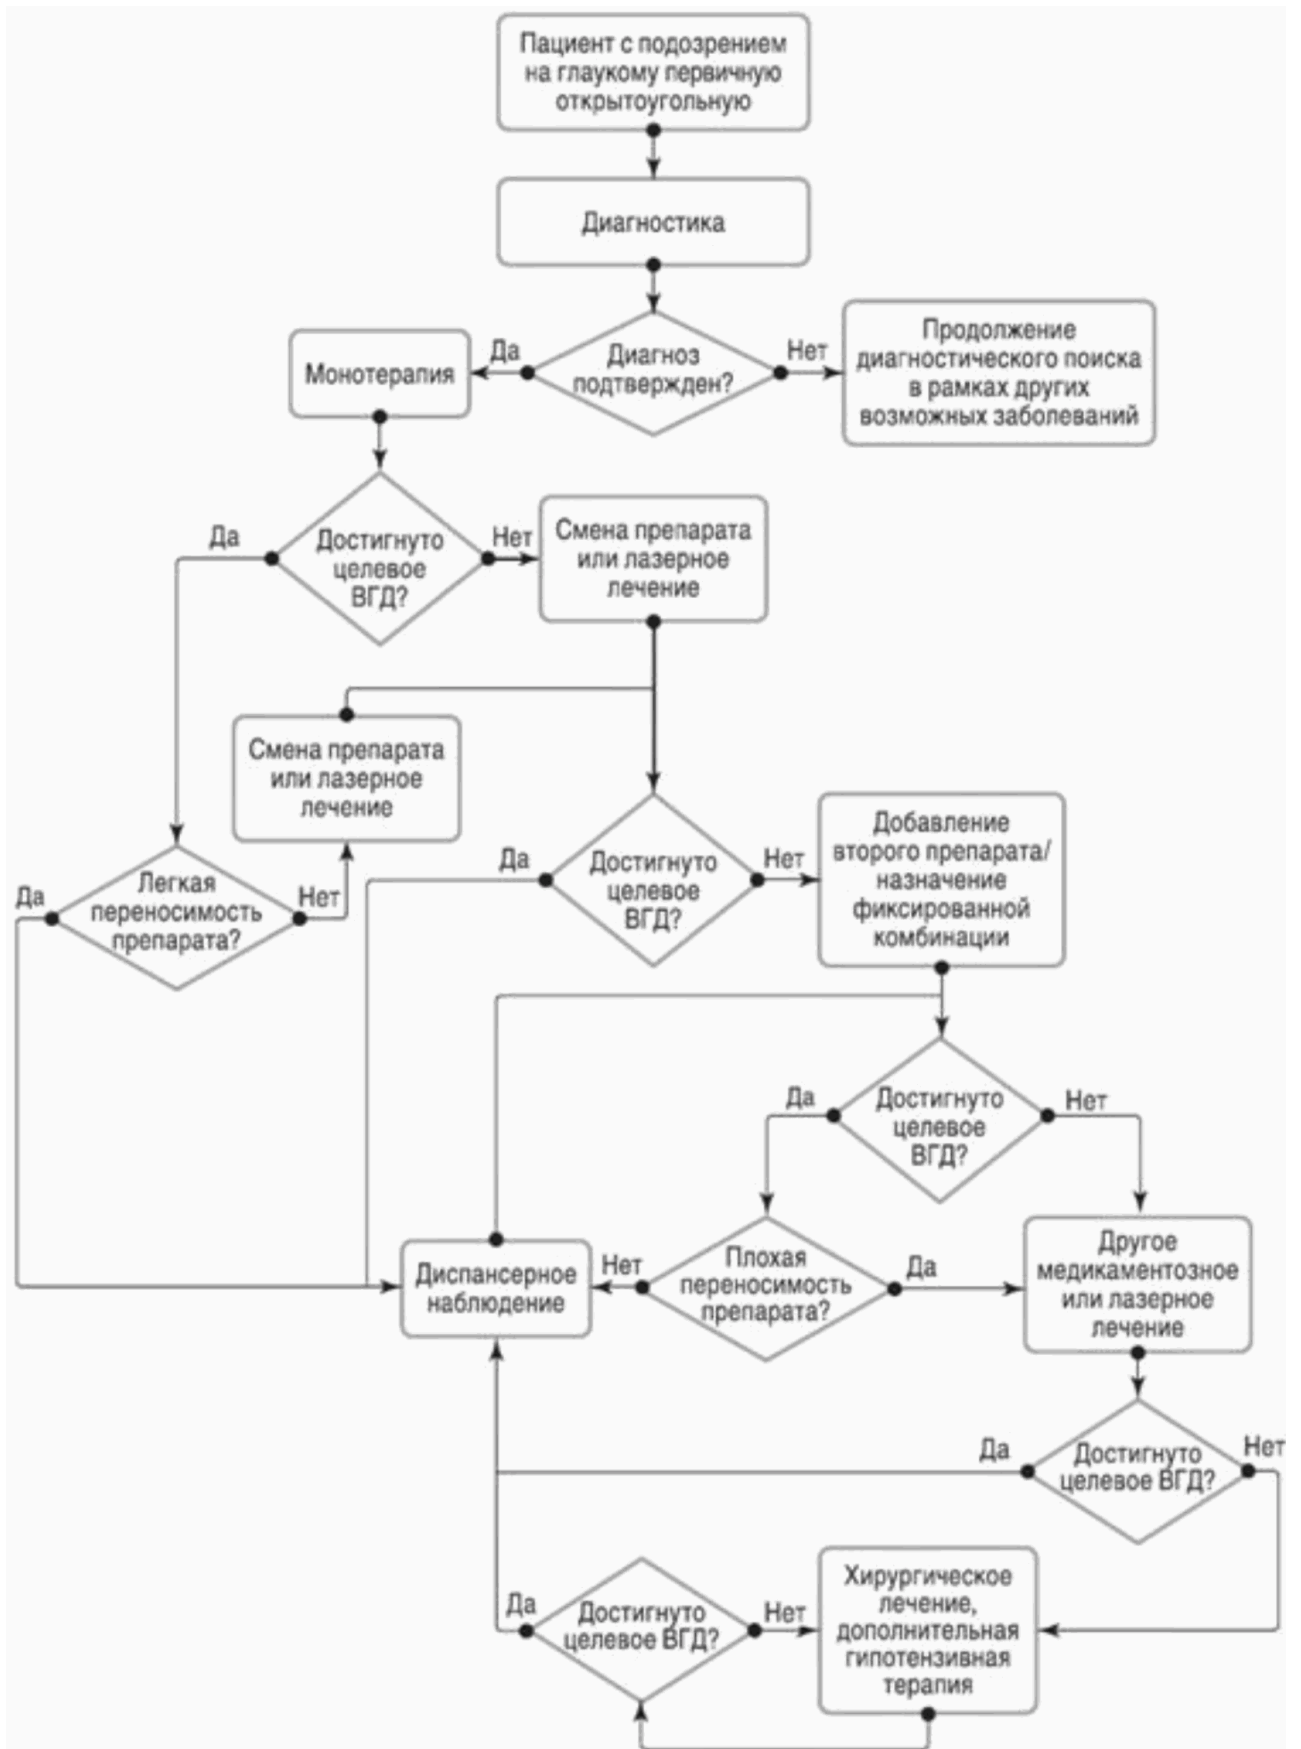 Пациент с подозрением
на глаукому первичную
открытоугольную
Диагностика
Диагноз
подтвержден?
Да
Нет
Монотерапия
Продолжение
диагностического поиска
в рамках других
возможных заболеваний
Достигнуто
целевое
ВГД?
Да
Нет
Смена препарата
или лазерное
лечение
Смена препарата
или лазерное
лечение
Легкая
переносимость
препарата?
Да
Нет
Достигнуто
целевое
ВГД?
Да
Нет
Добавление
второго препарата/
назначение
фиксированной
комбинации
Достигнуто
целевое
ВГД?
Да
Нет
Диспансерное
наблюдение
Нет
Плохая
переносимость
препарата?
Да
Другое
медикаментозное
или лазерное
лечение
Да
Достигнуто
целевое ВГД?
Нет
Да
Достигнуто
целевое ВГД?
Нет
Хирургическое
лечение,
дополнительная
гипотензивная
терапия